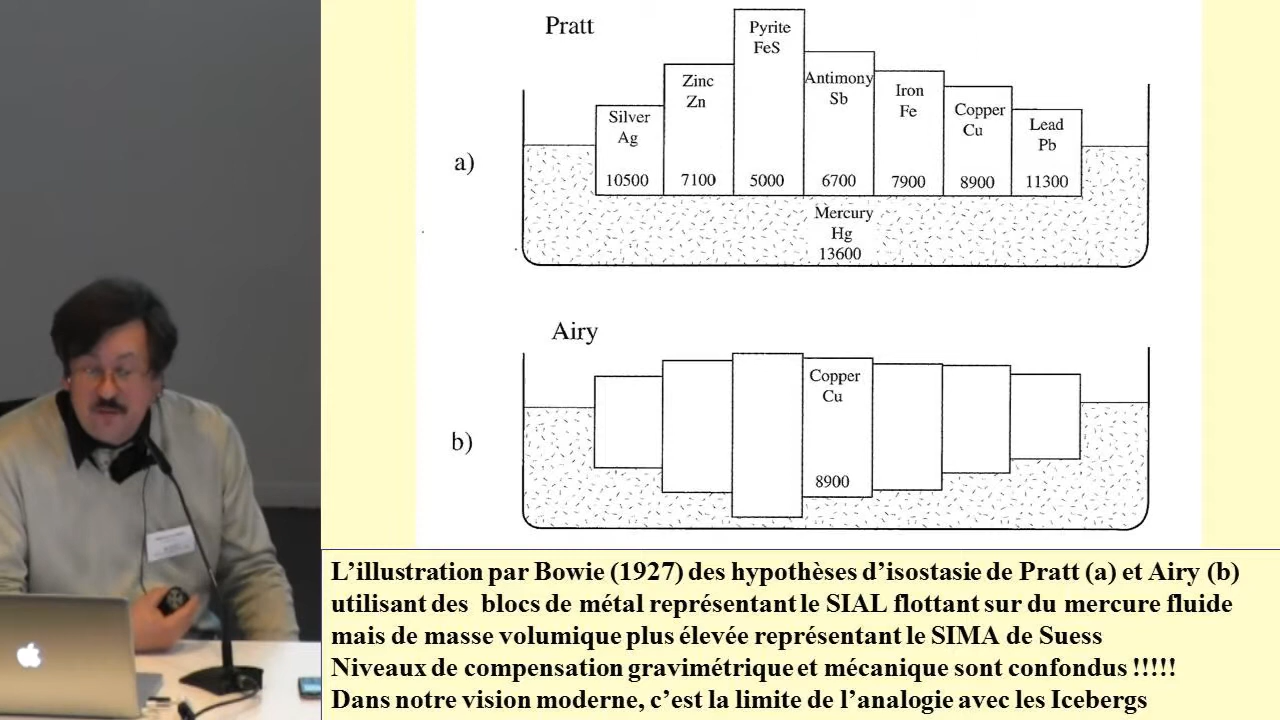 Pratt
Pyrite
FeS
Zinc
Zn
Antimony
Sb
Iron
Fe
Silver
Ag
Copper
Cu
Lead
Pb
a)
10500
7100
5000
6700
7900
8900
11300
Mercury
Hg
13600
Airy
Copper
Cu
b)
8900
L’illustration par Bowie (1927) des hypothèses d’isostasie de Pratt (a) et Airy (b)
utilisant des blocs de métal représentant le SIAL flottant sur du mercure fluide
mais de masse volumique plus élevée représentant le SIMA de Suess
Niveaux de compensation gravimétrique et mécanique sont confondus !!!!!
Dans notre vision moderne, c’est la limite de l’analogie avec les Icebergs